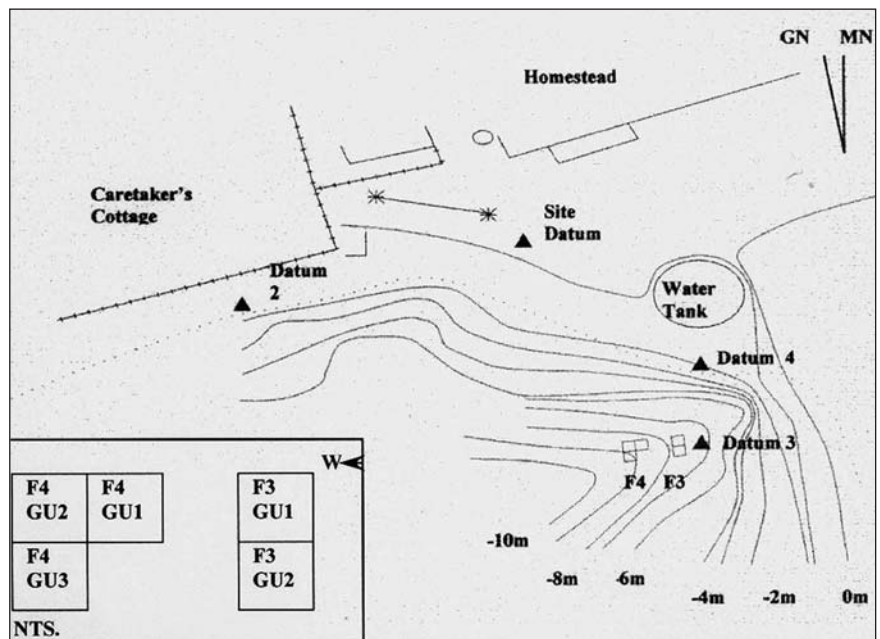 GN MN
Homestead
Caretaker's
Cottage
Site
Datum
Datum
2
Water
Tank
Datum 4
Datum 3
W
F4 F3
F4
GU2
F4
GU1
F3
GU1
F4
GU3
F3
GU2
-10m
-8m
-6m
-4m
-2m
0m
NTS.